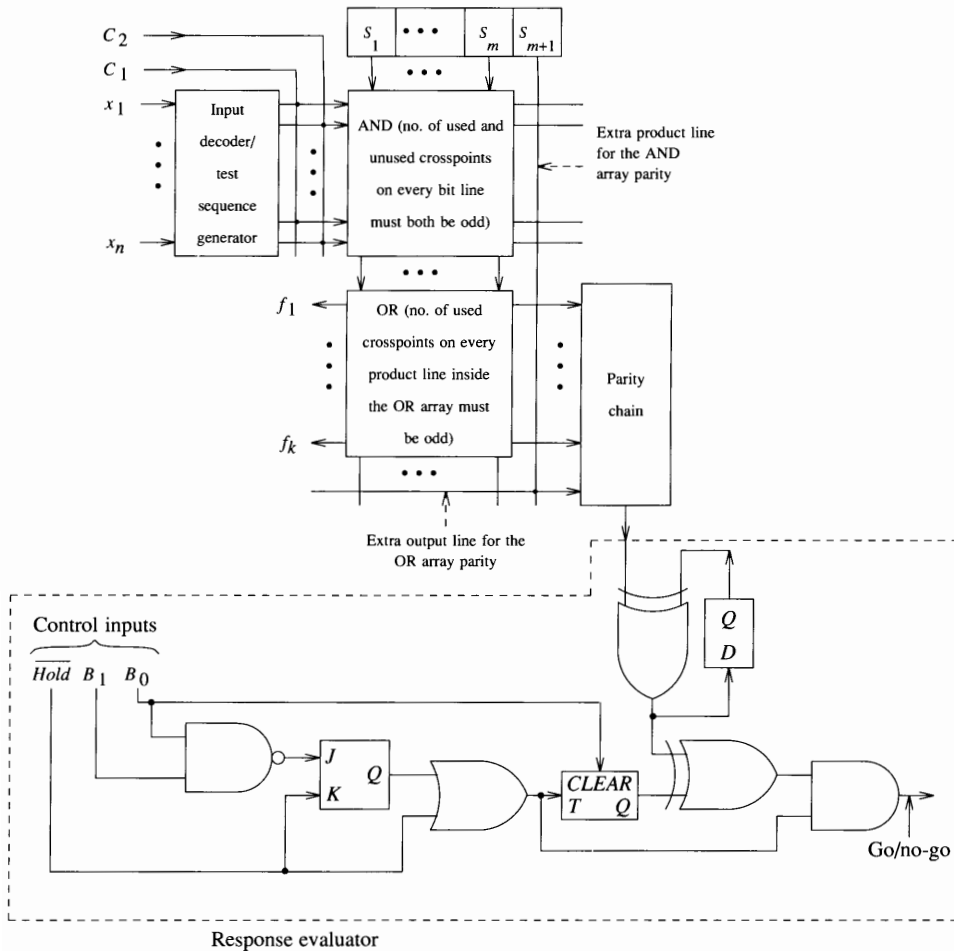 C2
S1 • • • Sm Sm+1
C1
x1
Input
decoder/
test
sequence
generator
xn
AND (no. of used and
unused crosspoints
on every bit line
must both be odd)
Extra product line
for the AND
array parity
f1
OR (no. of used
crosspoints on every
product line inside
the OR array must
be odd)
fk
Parity
chain
Extra output line for the
OR array parity
Control inputs
Hold B1 B0
Q
D
J
K
Q
CLEAR
T Q
Go/no-go
Response evaluator